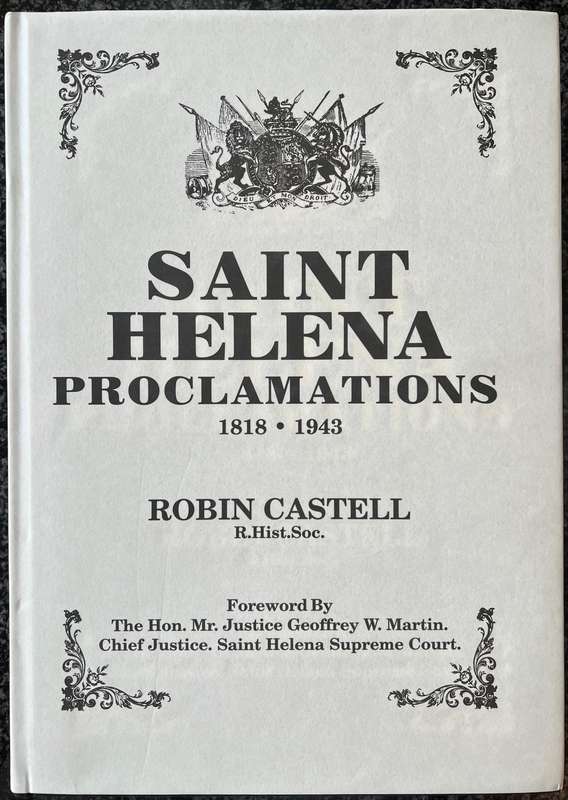 DIEU ET MON DROIT
SAINT
HELENA
PROCLAMATIONS
1818 • 1943
ROBIN CASTELL
R.Hist.Soc.
Foreword By
The Hon. Mr. Justice Geoffrey W. Martin.
Chief Justice. Saint Helena Supreme Court.